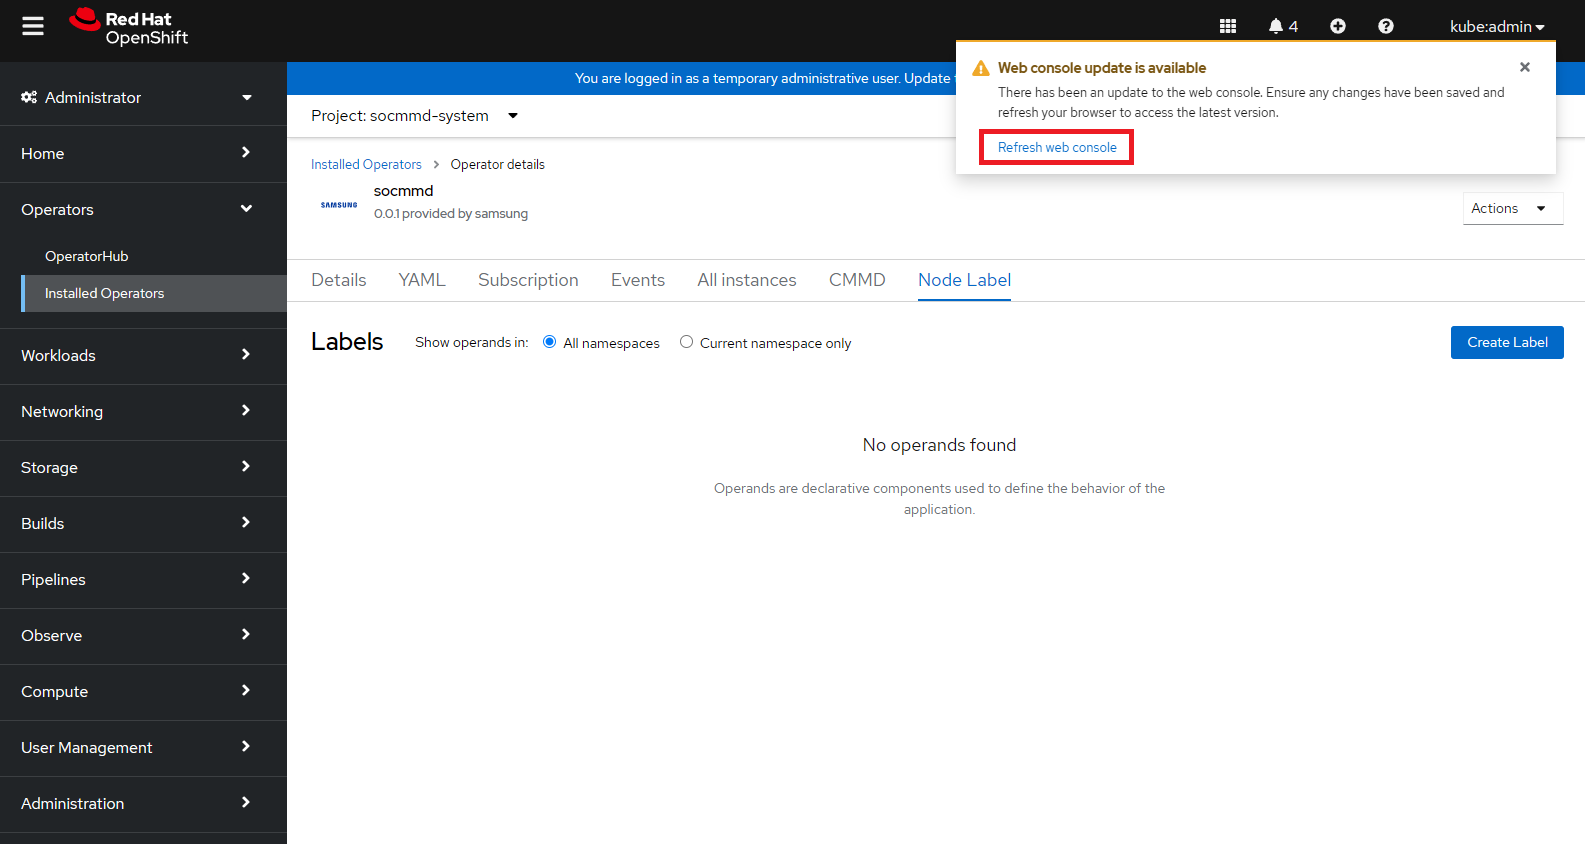 Red Hat
OpenShift
4
kube:admin
Web console update is available
There has been an update to the web console. Ensure any changes have been saved and
refresh your browser to access the latest version.
Refresh web console
You are logged in as a temporary administrative user. Update
Administrator
Home
Operators
OperatorHub
Installed Operators
Workloads
Networking
Storage
Builds
Pipelines
Observe
Compute
User Management
Administration
Project: socmmd-system
Installed Operators > Operator details
SAMSUNG
socmmd
0.0.1 provided by samsung
Actions
Details YAML Subscription Events All instances CMMD Node Label
Labels Show operands in: All namespaces Current namespace only Create Label
No operands found
Operands are declarative components used to define the behavior of the
application.